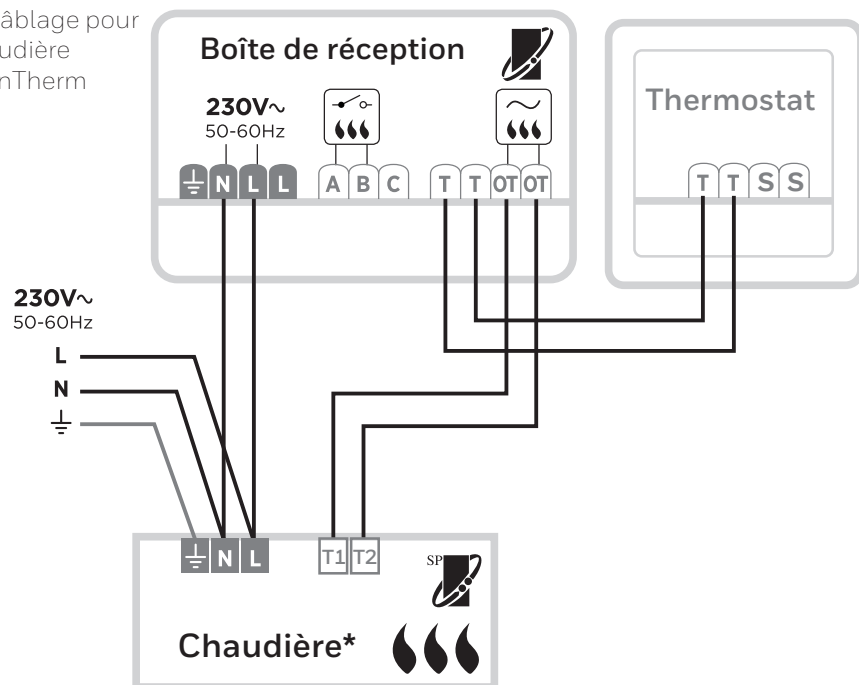 âblage pour
udière
nTherm
Boîte de réception
230V~
50-60Hz
N L L A B C T T OT OT
Thermostat
T T S S
230V~
50-60Hz
L
N
N L T1 T2
SP
Chaudière*